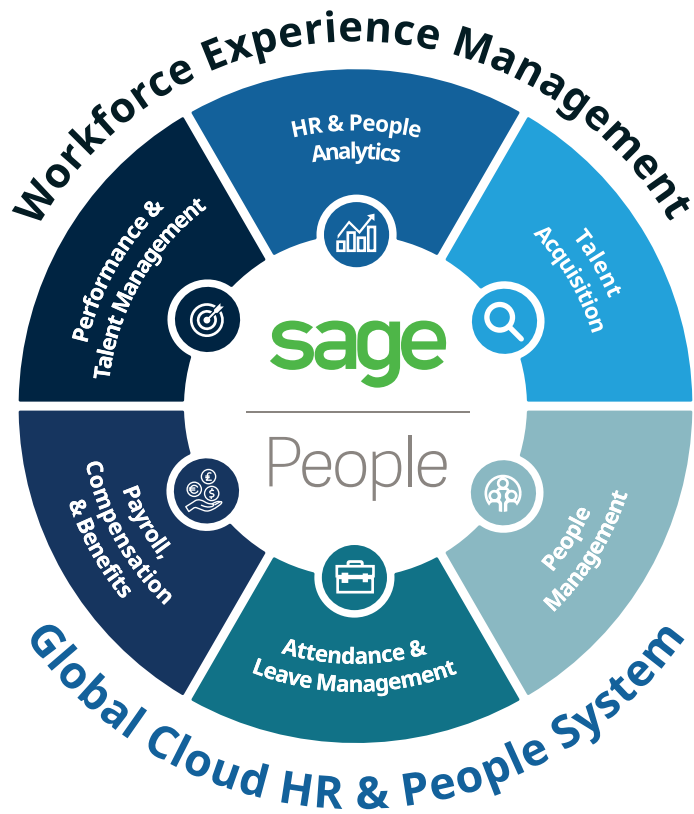 Workforce Experience Management
HR & People
Analytics
Talent
Acquisition
People
Management
Attendance &
Leave Management
Payroll,
Compensation
& Benefits
Performance &
Talent Management
sage
People
£
€
$
Global Cloud HR & People System